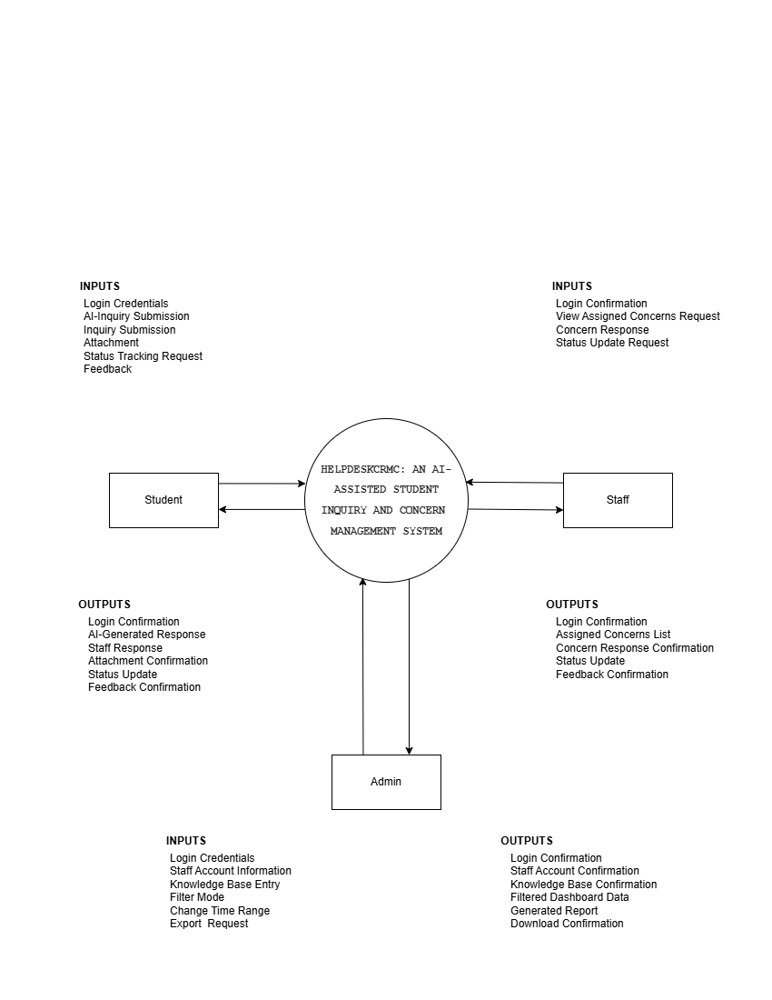 INPUTS
Login Credentials
AI-Inquiry Submission
Inquiry Submission
Attachment
Status Tracking Request
Feedback
INPUTS
Login Confirmation
View Assigned Concerns Request
Concern Response
Status Update Request
Student
HELPDESKCRMC: AN AI-
ASSISTED STUDENT
INQUIRY AND CONCERN
MANAGEMENT SYSTEM
Staff
OUTPUTS
Login Confirmation
AI-Generated Response
Staff Response
Attachment Confirmation
Status Update
Feedback Confirmation
OUTPUTS
Login Confirmation
Assigned Concerns List
Concern Response Confirmation
Status Update
Feedback Confirmation
Admin
INPUTS
Login Credentials
Staff Account Information
Knowledge Base Entry
Filter Mode
Change Time Range
Export  Request
OUTPUTS
Login Confirmation
Staff Account Confirmation
Knowledge Base Confirmation
Filtered Dashboard Data
Generated Report
Download Confirmation